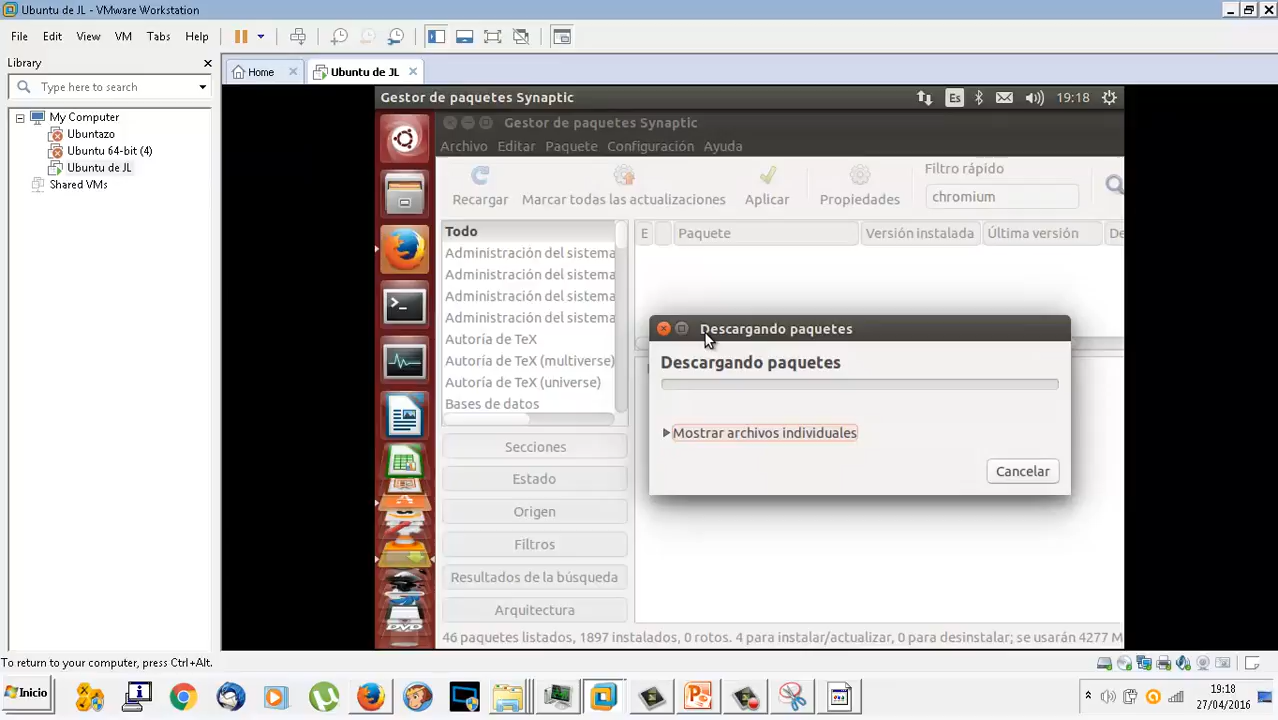 Ubuntu de JL - VMware Workstation
File Edit View VM Tabs Help
Library
Type here to search
My Computer
Ubuntazo
Ubuntu 64-bit (4)
Ubuntu de JL
Shared VMs
Home
Ubuntu de JL
Gestor de paquetes Synaptic
Es
19:18
Gestor de paquetes Synaptic
Archivo Editar Paquete Configuración Ayuda
Recargar
Marcar todas las actualizaciones
Aplicar
Propiedades
Filtro rápido
chromium
Todo
Administración del sistema
Administración del sistema
Administración del sistema
Administración del sistema
Autoría de TeX
Autoría de TeX (multiverse)
Autoría de TeX (universe)
Bases de datos
E Paquete Versión instalada Última versión De
Secciones
Estado
Origen
Filtros
Resultados de la búsqueda
Arquitectura
Descargando paquetes
Descargando paquetes
Mostrar archivos individuales
Cancelar
46 paquetes listados, 1897 instalados, 0 rotos. 4 para instalar/actualizar, 0 para desinstalar; se usarán 4277 M
DVD
To return to your computer, press Ctrl+Alt.
Inicio
19:18
27/04/2016